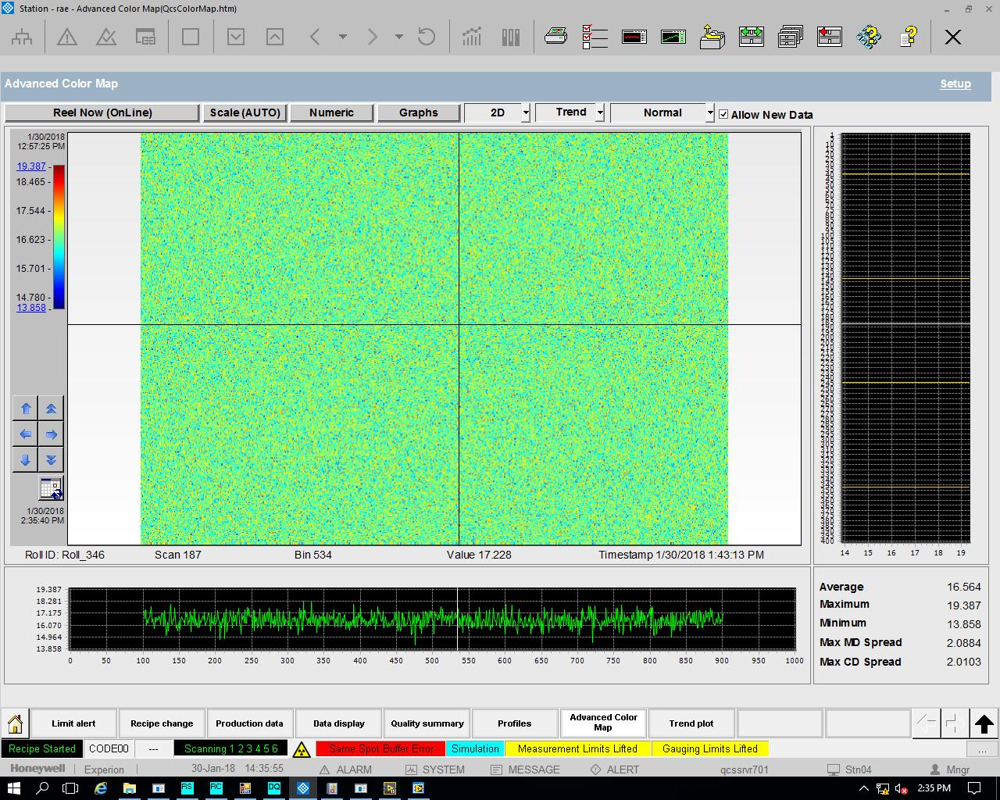 Station - rae - Advanced Color Map(QcsColorMap.htm)
Advanced Color Map
Setup
Reel Now (OnLine)
Scale (AUTO)
Numeric
Graphs
2D
Trend
Normal
Allow New Data
1/30/2018
12:57:25 PM
19.387 -
18.465 -
17.544 -
16.623 -
15.701 -
14.780 -
13.858 -
1/30/2018
2:35:40 PM
Roll ID: Roll_346
Scan 187
Bin 534
Value 17.228
Timestamp 1/30/2018 1:43:13 PM
14 15 16 17 18 19
19.387
18.281
17.175
16.070
14.964
13.858
0 50 100 150 200 250 300 350 400 450 500 550 600 650 700 750 800 850 900 950 1000
Average 16.564
Maximum 19.387
Minimum 13.858
Max MD Spread 2.0884
Max CD Spread 2.0103
Limit alert
Recipe change
Production data
Data display
Quality summary
Profiles
Advanced Color
Map
Trend plot
Recipe Started
CODE00
---
Scanning 1 2 3 4 5 6
Same Spot Buffer Error
Simulation
Measurement Limits Lifted
Gauging Limits Lifted
...
Honeywell
Experion
30-Jan-18 14:35:55
ALARM
SYSTEM
MESSAGE
ALERT
qcssrvr701
Stn04
Mngr
RS
RC
DQ
2:35 PM